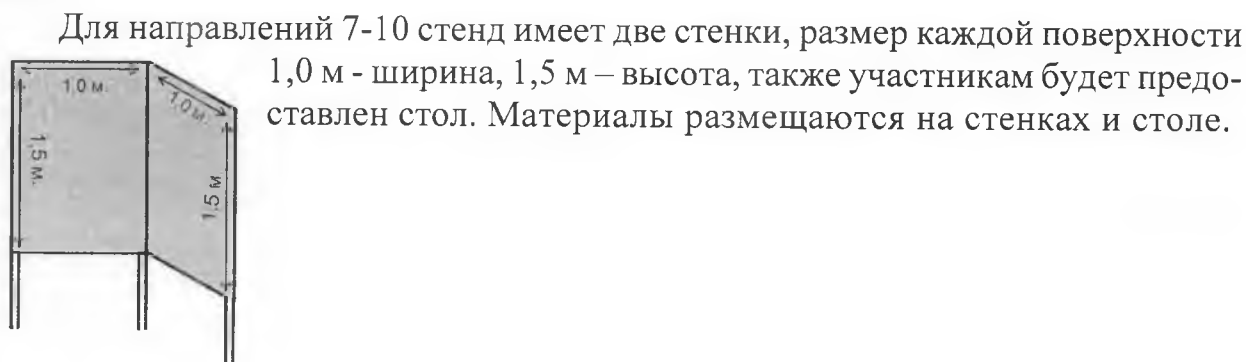 Для направлений 7-10 стенд имеет две стенки, размер каждой поверхности
1,0 м - ширина, 1,5 м – высота, также участникам будет предо-
ставлен стол. Материалы размещаются на стенках и столе.
1,0 м.
1,0 м.
1,5 м.
1,5 м